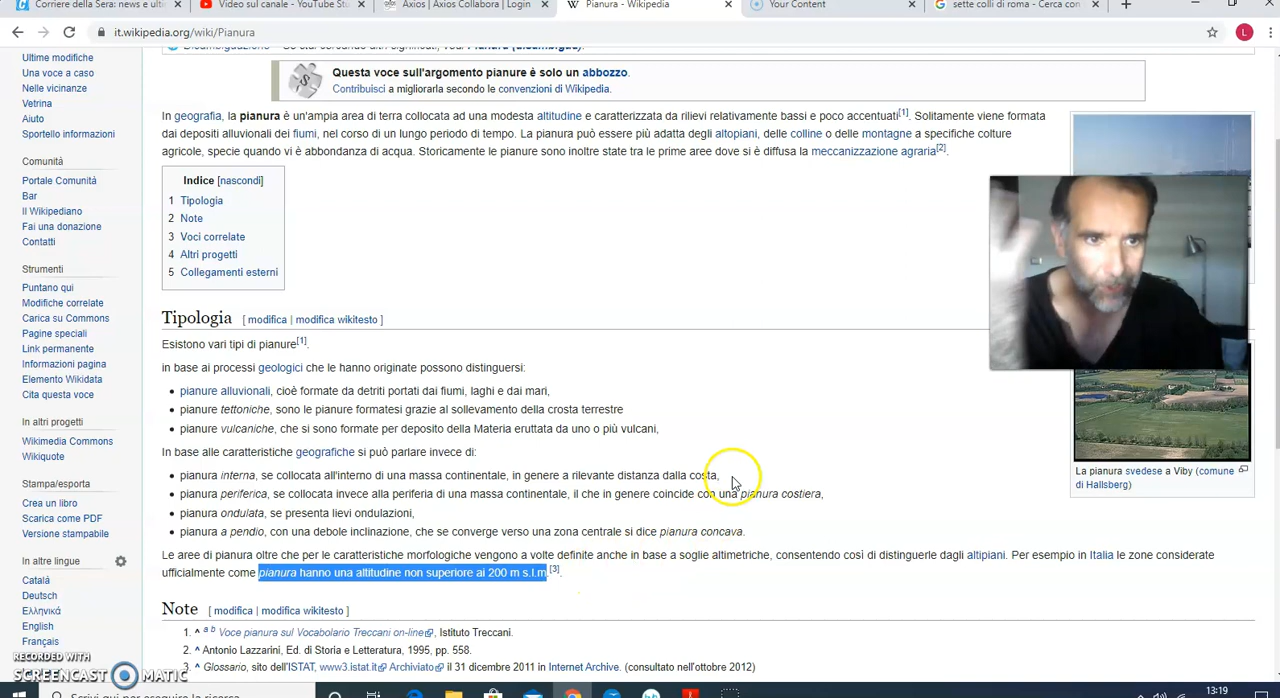 Corriere della Sera: news e ultim
Video sul canale - YouTube Stu
Axios | Axios Collabora | Login
Pianura - Wikipedia
Your Content
sette colli di roma - Cerca con
it.wikipedia.org/wiki/Pianura
L
Ultime modifiche
Una voce a caso
Nelle vicinanze
Vetrina
Aiuto
Sportello informazioni
Comunità
Portale Comunità
Bar
Il Wikipediano
Fai una donazione
Contatti
Strumenti
Puntano qui
Modifiche correlate
Carica su Commons
Pagine speciali
Link permanente
Informazioni pagina
Elemento Wikidata
Cita questa voce
In altri progetti
Wikimedia Commons
Wikiquote
Stampa/esporta
Crea un libro
Scarica come PDF
Versione stampabile
In altre lingue
Català
Deutsch
Ελληνικά
English
Français
Disambiguazione – Se stai cercando altri significati, vedi Pianura (disambigua).
Questa voce sull'argomento pianure è solo un abbozzo.
Contribuisci a migliorarla secondo le convenzioni di Wikipedia.
In geografia, la pianura è un'ampia area di terra collocata ad una modesta altitudine e caratterizzata da rilievi relativamente bassi e poco accentuati[1]. Solitamente viene formata
dai depositi alluvionali dei fiumi, nel corso di un lungo periodo di tempo. La pianura può essere più adatta degli altopiani, delle colline o delle montagne a specifiche colture
agricole, specie quando vi è abbondanza di acqua. Storicamente le pianure sono inoltre state tra le prime aree dove si è diffusa la meccanizzazione agraria[2].
Indice [nascondi]
1 Tipologia
2 Note
3 Voci correlate
4 Altri progetti
5 Collegamenti esterni
Tipologia [ modifica | modifica wikitesto ]
Esistono vari tipi di pianure[1].
in base ai processi geologici che le hanno originate possono distinguersi:
• pianure alluvionali, cioè formate da detriti portati dai fiumi, laghi e dai mari,
• pianure tettoniche, sono le pianure formatesi grazie al sollevamento della crosta terrestre
• pianure vulcaniche, che si sono formate per deposito della Materia eruttata da uno o più vulcani,
In base alle caratteristiche geografiche si può parlare invece di:
• pianura interna, se collocata all'interno di una massa continentale, in genere a rilevante distanza dalla costa,
• pianura periferica, se collocata invece alla periferia di una massa continentale, il che in genere coincide con una pianura costiera,
• pianura ondulata, se presenta lievi ondulazioni,
• pianura a pendio, con una debole inclinazione, che se converge verso una zona centrale si dice pianura concava.
Le aree di pianura oltre che per le caratteristiche morfologiche vengono a volte definite anche in base a soglie altimetriche, consentendo così di distinguerle dagli altipiani. Per esempio in Italia le zone considerate
ufficialmente come pianura hanno una altitudine non superiore ai 200 m s.l.m.[3].
Note [ modifica | modifica wikitesto ]
1. ^ a b Voce pianura sul Vocabolario Treccani on-line, Istituto Treccani.
2. ^ Antonio Lazzarini, Ed. di Storia e Letteratura, 1995, pp. 558.
3. ^ Glossario, sito dell'ISTAT, www3.istat.it Archiviato il 31 dicembre 2011 in Internet Archive. (consultato nell'ottobre 2012)
La pianura svedese a Viby (comune
di Hallsberg)
RECORDED WITH
SCREENCAST MATIC
Scrivi qui per eseguire la ricerca
13:19